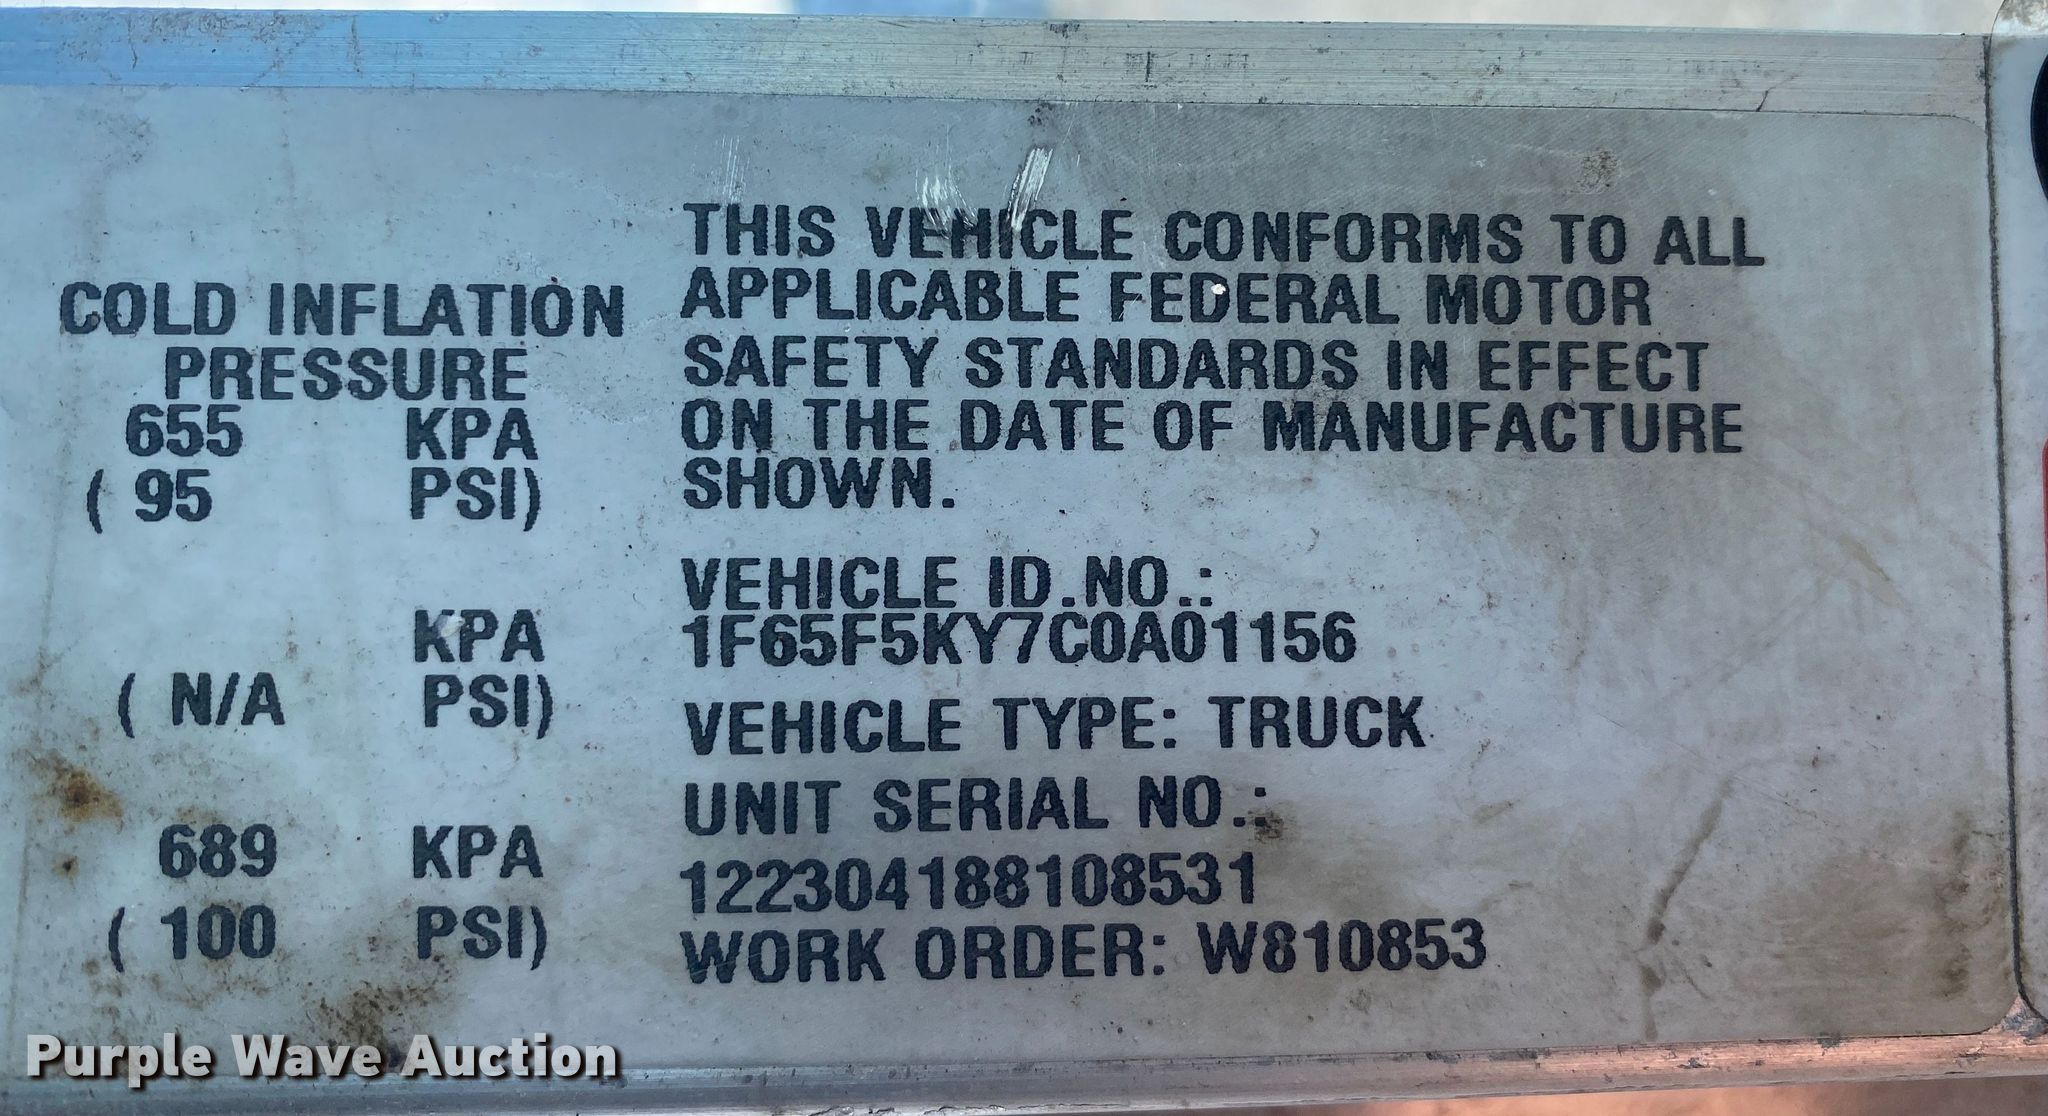 COLD INFLATION
PRESSURE
655 KPA
( 95 PSI)
KPA
( N/A PSI)
689 KPA
( 100 PSI)
THIS VEHICLE CONFORMS TO ALL
APPLICABLE FEDERAL MOTOR
SAFETY STANDARDS IN EFFECT
ON THE DATE OF MANUFACTURE
SHOWN.
VEHICLE ID.NO.:
1F65F5KY7C0A01156
VEHICLE TYPE: TRUCK
UNIT SERIAL NO.:
122304188108531
WORK ORDER: W810853
Purple Wave Auction